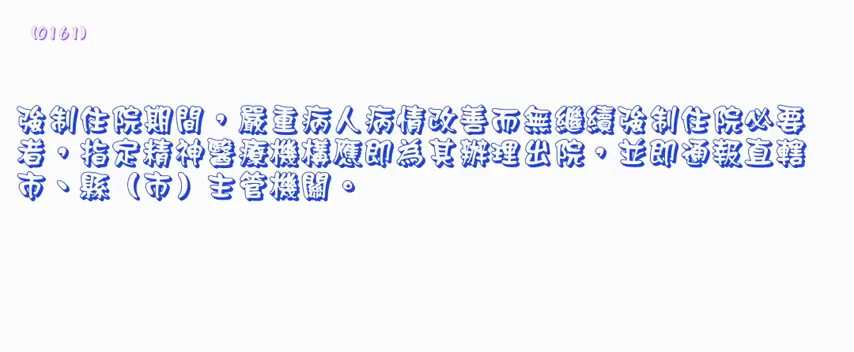 (0161)
強制住院期間，嚴重病人病情改善而無繼續強制住院必要
者，指定精神醫療機構應即為其辦理出院，並即通報直轄
市、縣（市）主管機關。